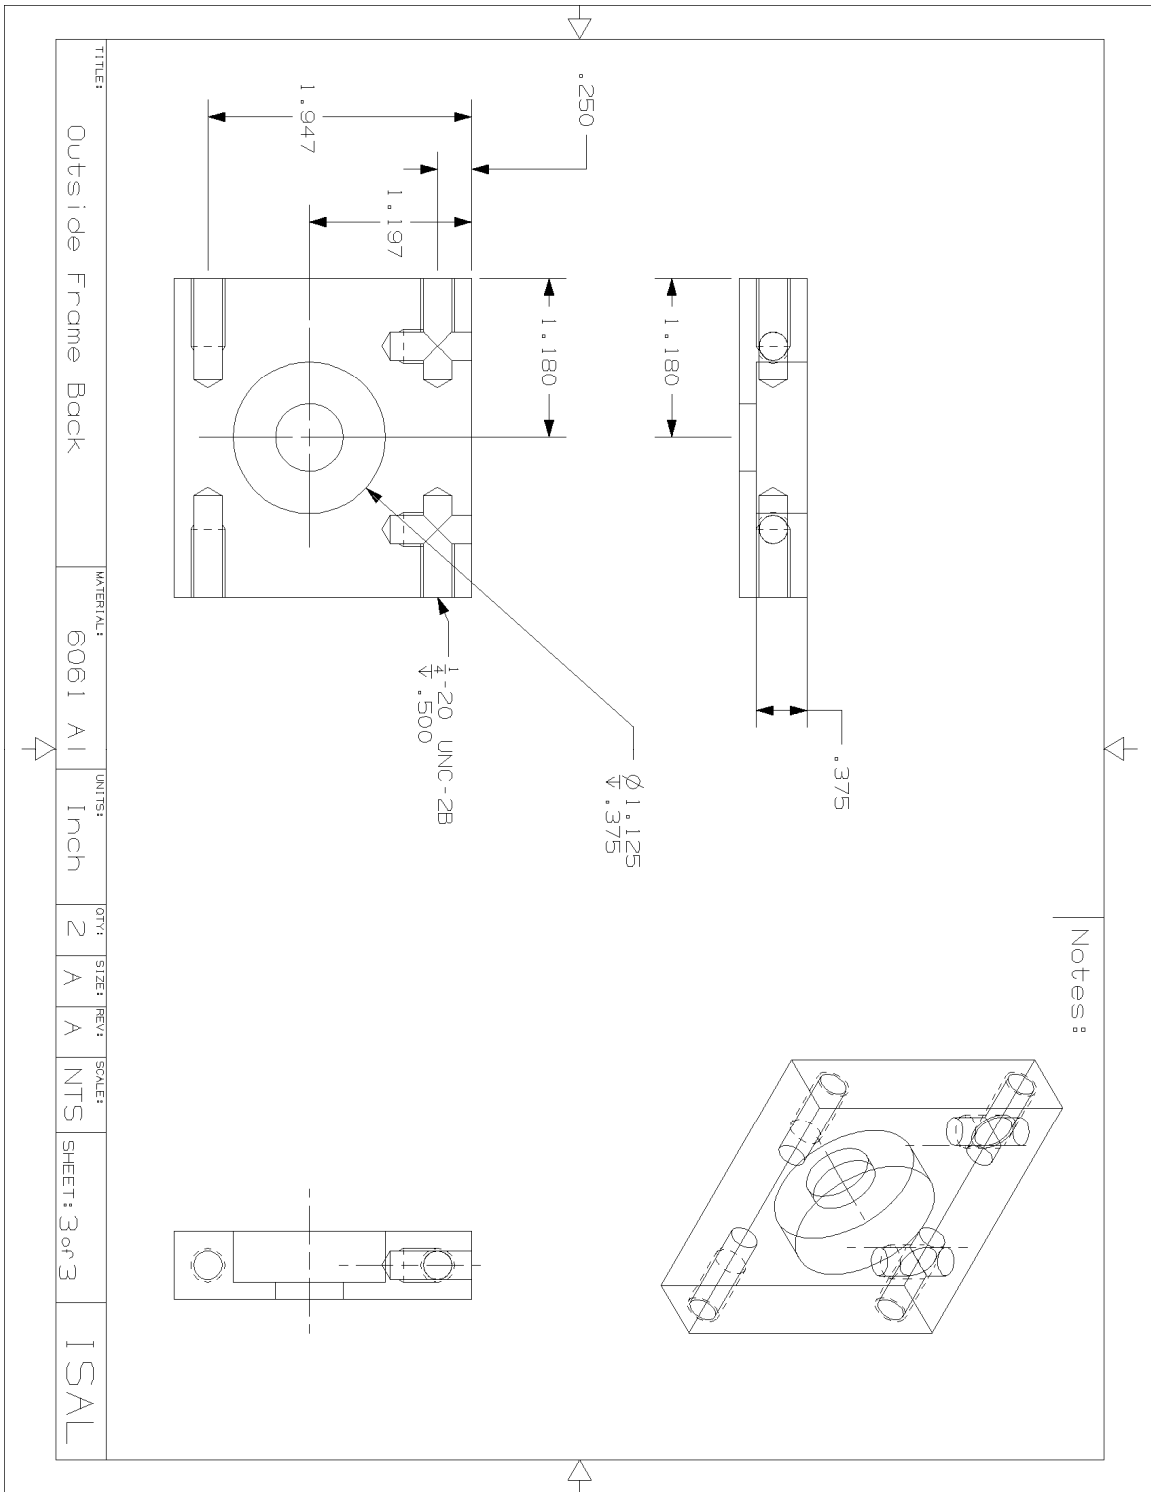 Notes:
.250
1.947
1.197
1.180
1.180
.375
Ø 1.125
↧ .375
1/4-20 UNC-2B
↧ .500
TITLE:
Outside Frame Back
MATERIAL:
6061 Al
UNITS:
Inch
QTY:
2
SIZE:
A
REV:
A
SCALE:
NTS
SHEET: 3 of 3
ISAL